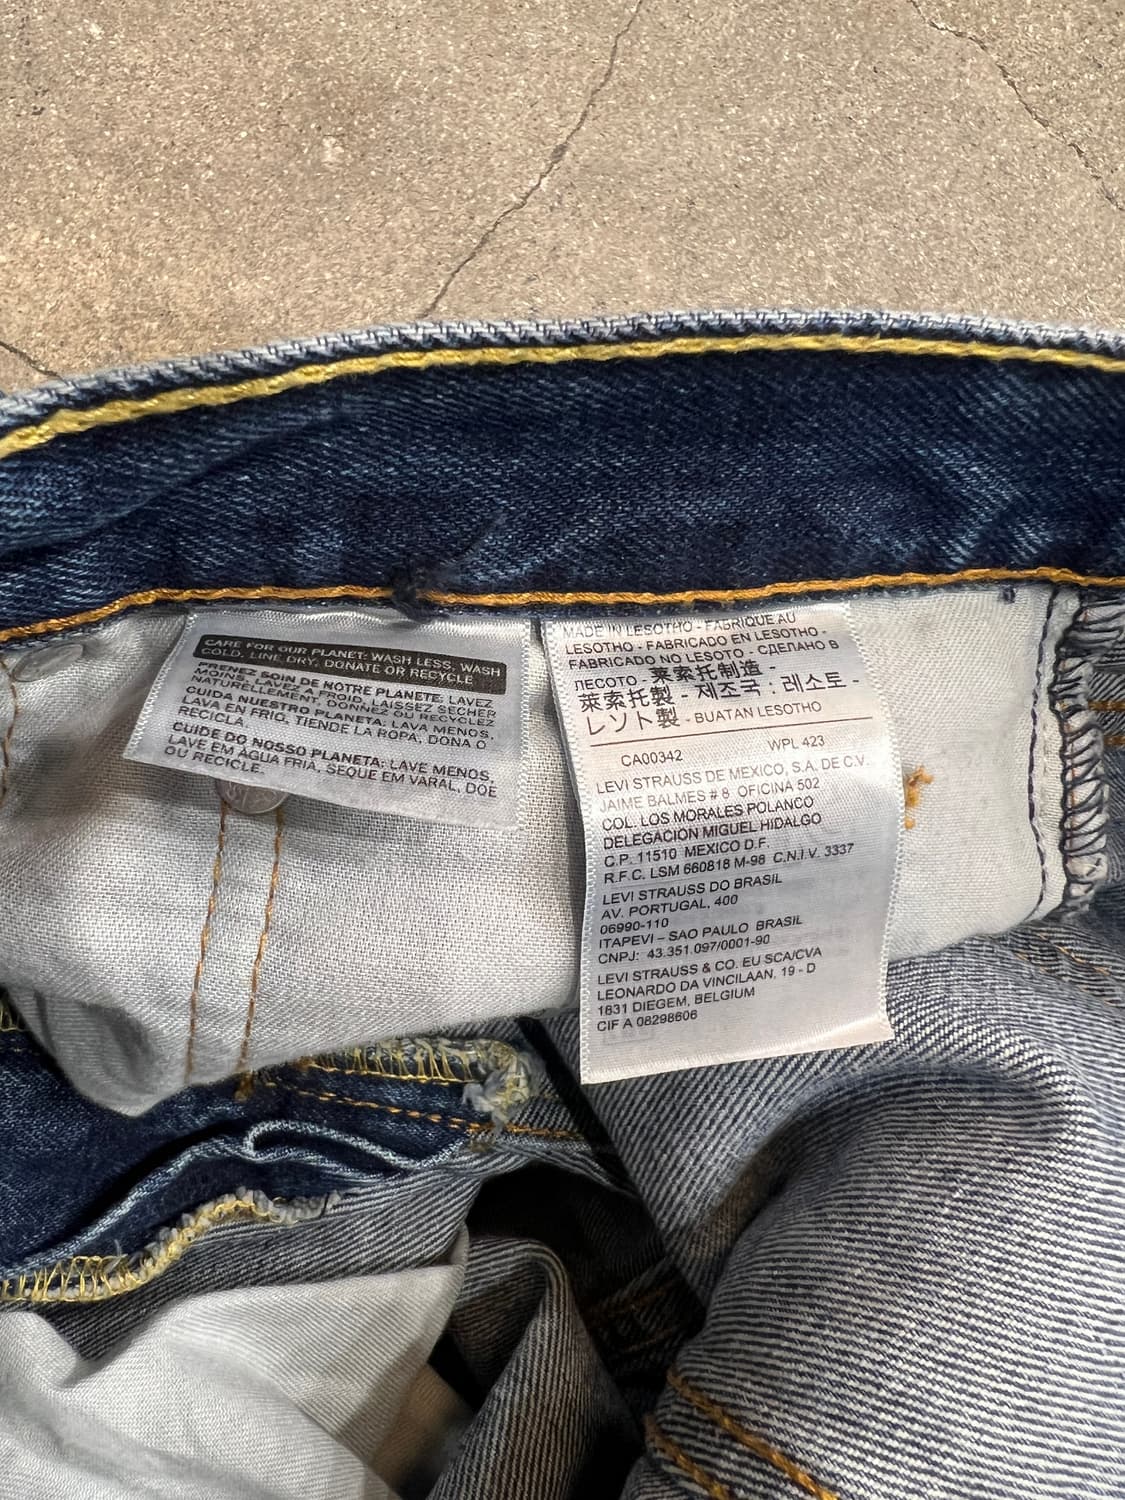 CARE FOR OUR PLANET: WASH LESS, WASH
COLD, LINE DRY, DONATE OR RECYCLE
PRENEZ SOIN DE NOTRE PLANETE: LAVEZ
MOINS, LAVEZ A FROID, LAISSEZ SECHER
NATURELLEMENT, DONNEZ OU RECYCLEZ
CUIDA NUESTRO PLANETA: LAVA MENOS,
LAVA EN FRIO, TIENDE LA ROPA, DONA O
RECICLA.
CUIDE DO NOSSO PLANETA: LAVE MENOS,
LAVE EM AGUA FRIA, SEQUE EM VARAL, DOE
OU RECICLE.
MADE IN LESOTHO - FABRIQUE AU
LESOTHO - FABRICADO EN LESOTHO -
FABRICADO NO LESOTO - СДЕЛАНО В
ЛЕСОТО - 莱索托制造 -
萊索托製 - 제조국 : 레소토 -
レソト製 - BUATAN LESOTHO
CA00342 WPL 423
LEVI STRAUSS DE MEXICO, S.A. DE C.V.
JAIME BALMES # 8 OFICINA 502
COL. LOS MORALES POLANCO
DELEGACION MIGUEL HIDALGO
C.P. 11510 MEXICO D.F.
R.F.C. LSM 660818 M-98 C.N.I.V. 3337
LEVI STRAUSS DO BRASIL
AV. PORTUGAL, 400
06990-110
ITAPEVI – SAO PAULO BRASIL
CNPJ: 43.351.097/0001-90
LEVI STRAUSS & CO. EU SCA/CVA
LEONARDO DA VINCILAAN, 19 - D
1831 DIEGEM, BELGIUM
CIF A 08298606